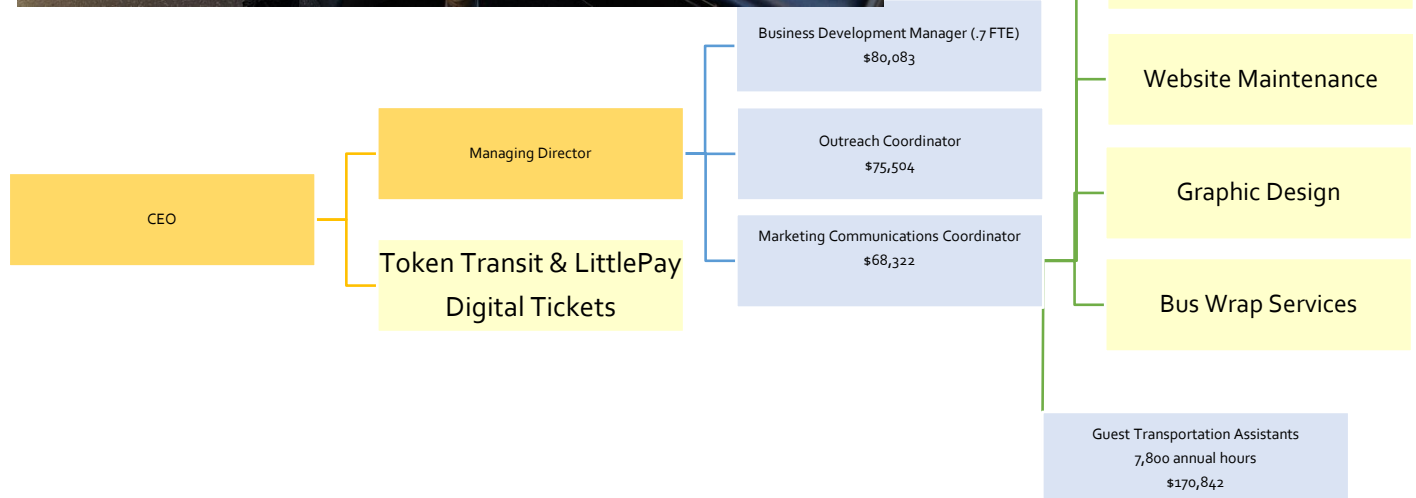 CEO
Managing Director
Token Transit & LittlePay
Digital Tickets
Business Development Manager (.7 FTE)
$80,083
Outreach Coordinator
$75,504
Marketing Communications Coordinator
$68,322
Website Maintenance
Graphic Design
Bus Wrap Services
Guest Transportation Assistants
7,800 annual hours
$170,842